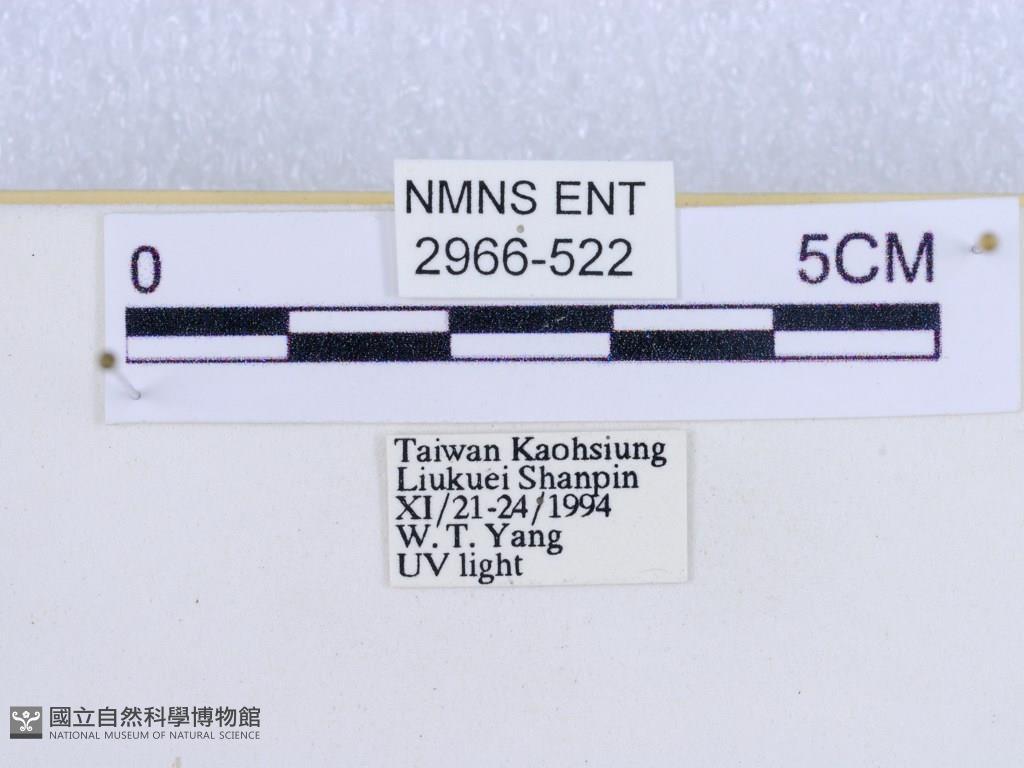 NMNS ENT
2966-522
0 5CM
Taiwan Kaohsiung
Liukuei Shanpin
XI/21-24/1994
W. T. Yang
UV light
國立自然科學博物館
NATIONAL MUSEUM OF NATURAL SCIENCE